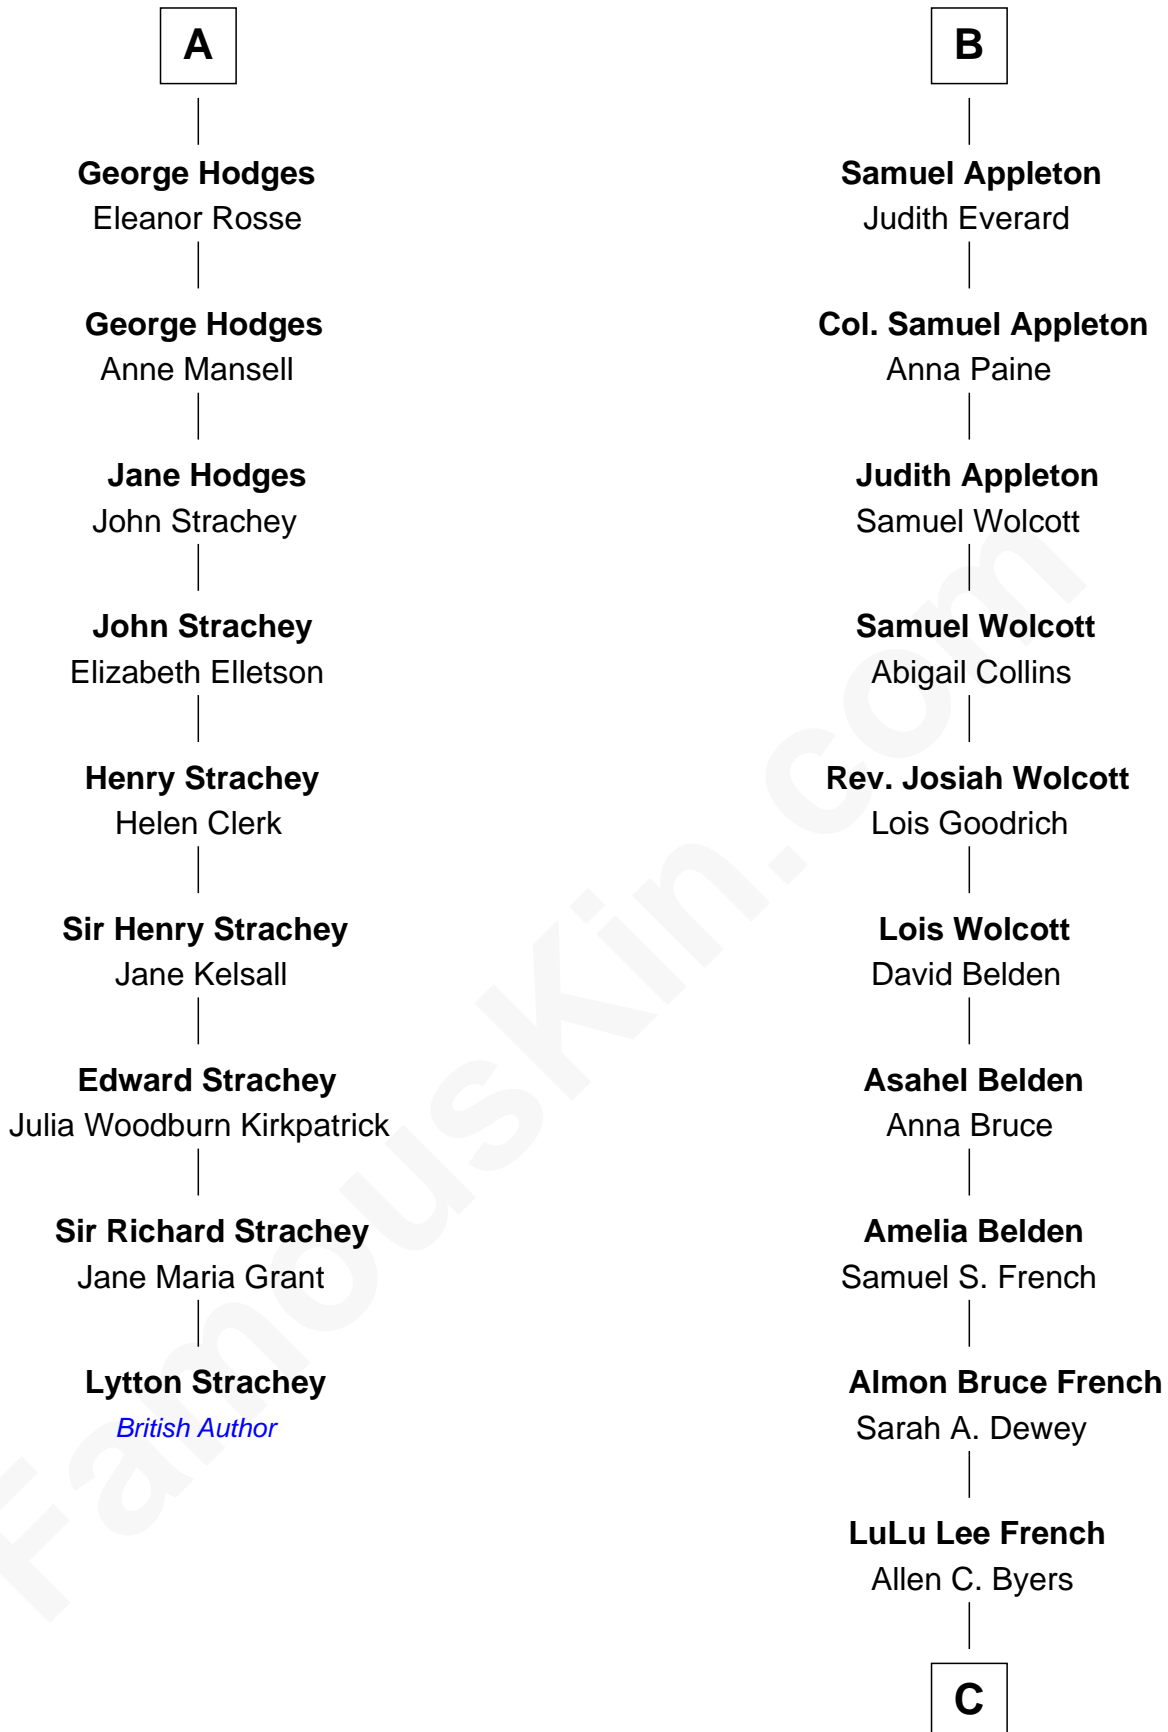 A
George Hodges
Eleanor Rosse
George Hodges
Anne Mansell
Jane Hodges
John Strachey
John Strachey
Elizabeth Elletson
Henry Strachey
Helen Clerk
Sir Henry Strachey
Jane Kelsall
Edward Strachey
Julia Woodburn Kirkpatrick
Sir Richard Strachey
Jane Maria Grant
Lytton Strachey
British Author
B
Samuel Appleton
Judith Everard
Col. Samuel Appleton
Anna Paine
Judith Appleton
Samuel Wolcott
Samuel Wolcott
Abigail Collins
Rev. Josiah Wolcott
Lois Goodrich
Lois Wolcott
David Belden
Asahel Belden
Anna Bruce
Amelia Belden
Samuel S. French
Almon Bruce French
Sarah A. Dewey
LuLu Lee French
Allen C. Byers
C
FamousKin.com